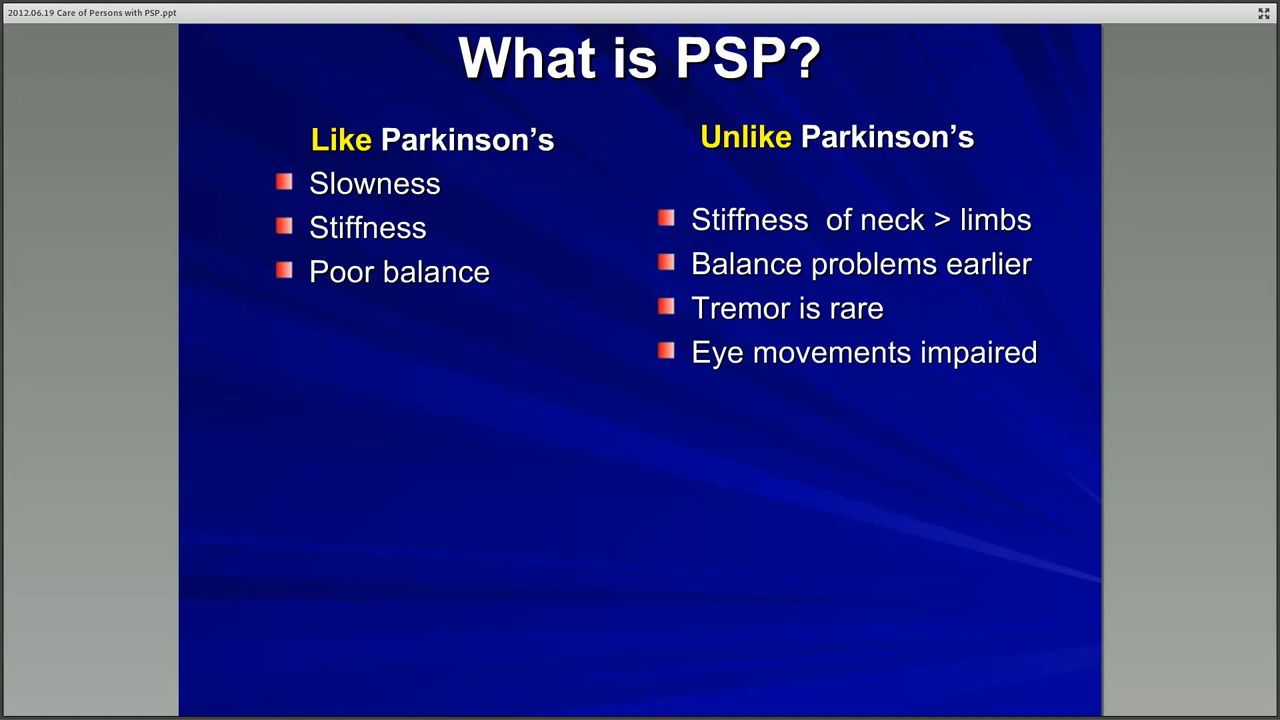 2012.06.19 Care of Persons with PSP.ppt
What is PSP?
Like Parkinson's
Slowness
Stiffness
Poor balance
Unlike Parkinson's
Stiffness of neck > limbs
Balance problems earlier
Tremor is rare
Eye movements impaired